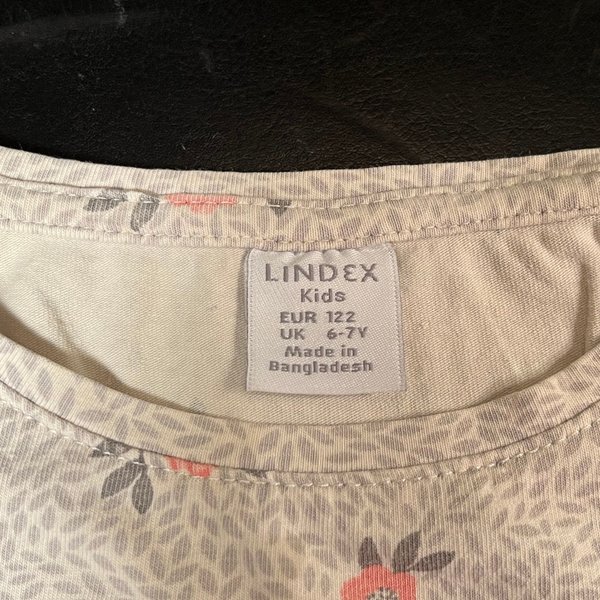 LINDEX
Kids
EUR 122
UK 6-7Y
Made in
Bangladesh